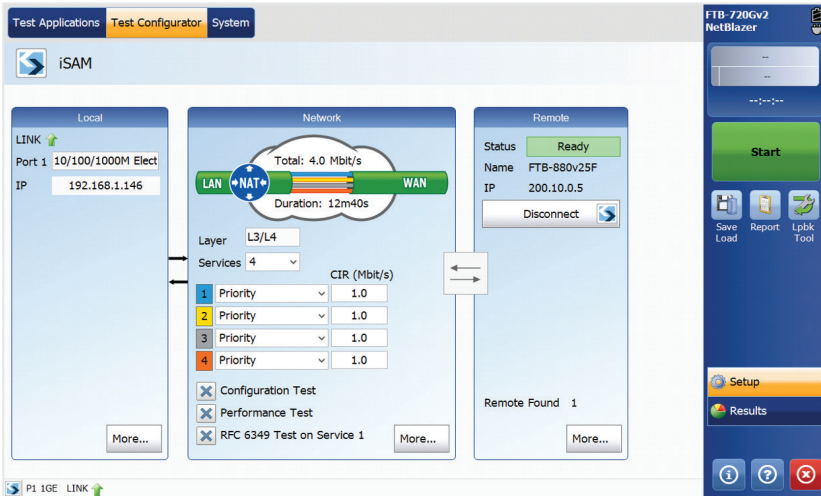 Test Applications Test Configurator System
FTB-720Gv2
NetBlazer
iSAM
--
--
--:--:--
Start
Save
Load
Report
Lpbk
Tool
Setup
Results
Local
LINK
Port 1 10/100/1000M Elect
IP 192.168.1.146
More...
Network
Total: 4.0 Mbit/s
LAN NAT WAN
Duration: 12m40s
Layer L3/L4
Services 4
CIR (Mbit/s)
1 Priority 1.0
2 Priority 1.0
3 Priority 1.0
4 Priority 1.0
Configuration Test
Performance Test
RFC 6349 Test on Service 1
More...
Remote
Status Ready
Name FTB-880v25F
IP 200.10.0.5
Disconnect
Remote Found 1
More...
P1 1GE LINK